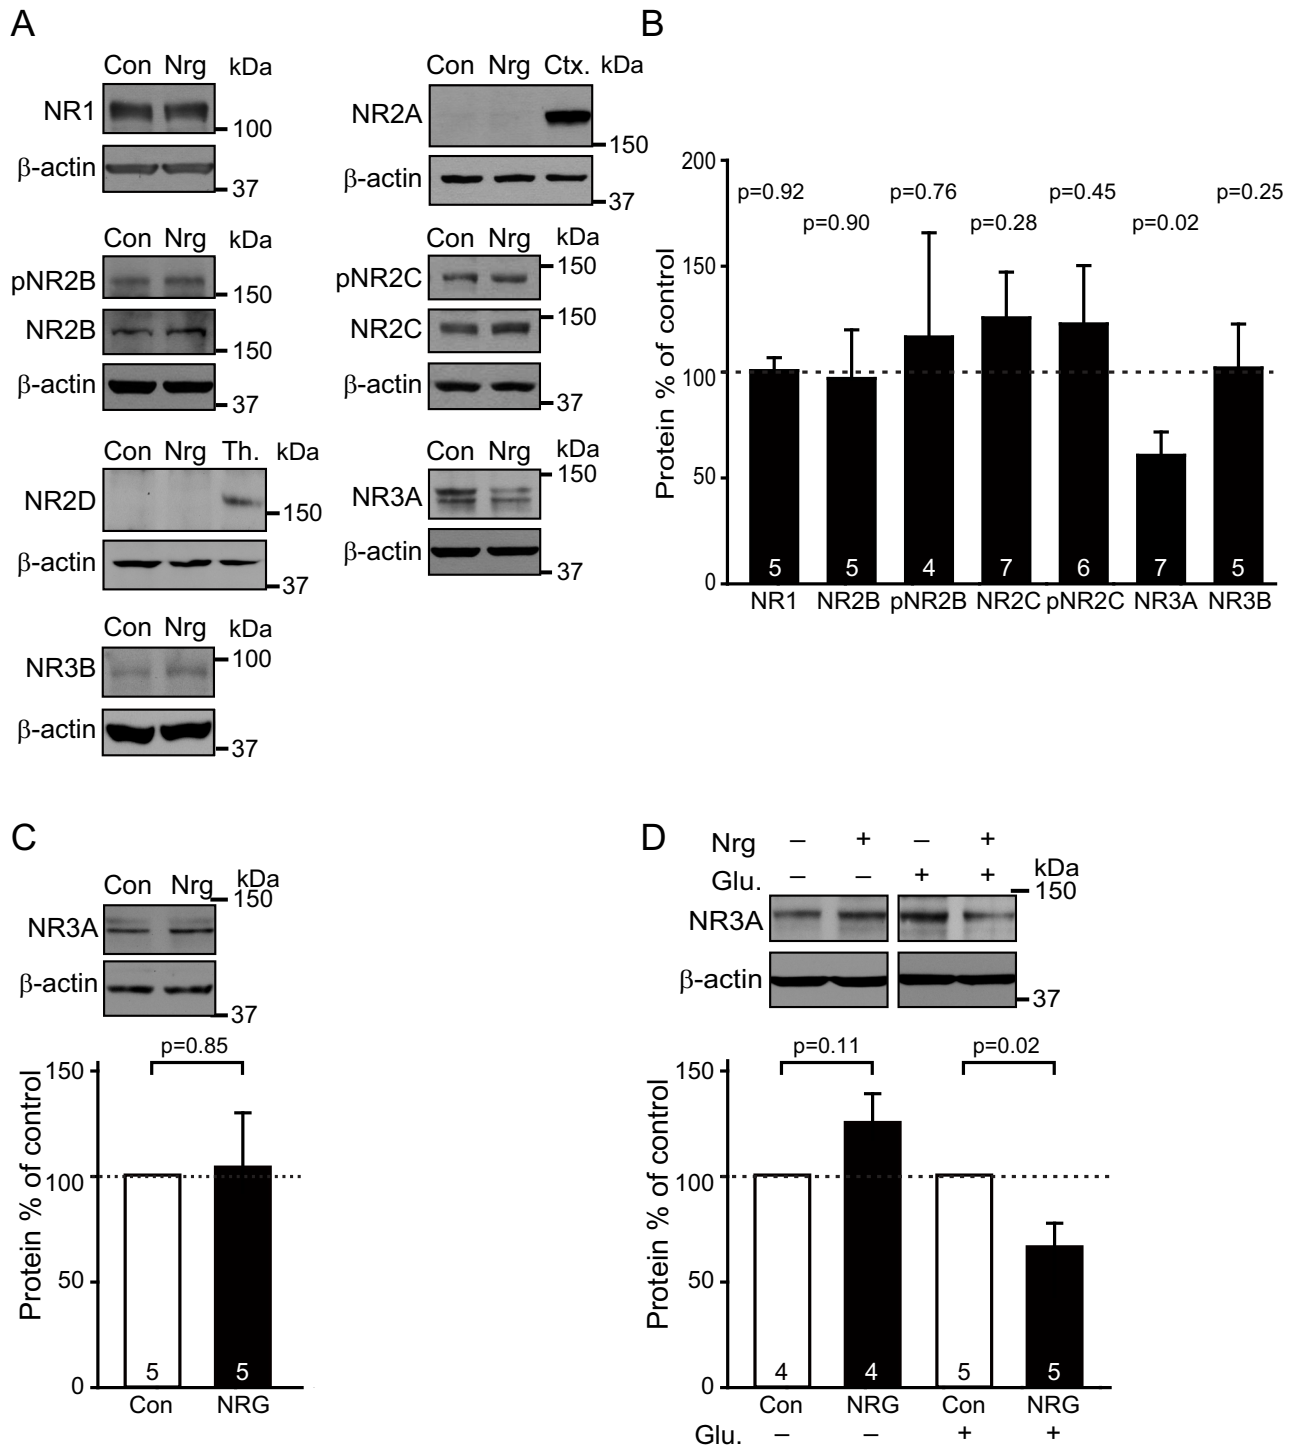 A
Con Nrg kDa
NR1
100
β-actin
37
Con Nrg Ctx. kDa
NR2A
150
β-actin
37
Con Nrg kDa
pNR2B
150
NR2B
150
β-actin
37
Con Nrg kDa
150
pNR2C
150
NR2C
β-actin
37
Con Nrg Th. kDa
NR2D
150
β-actin
37
Con Nrg kDa
150
NR3A
β-actin
37
Con Nrg kDa
100
NR3B
β-actin
37
B
Protein % of control
200
150
100
50
0
p=0.92 p=0.76 p=0.45 p=0.25
p=0.90 p=0.28 p=0.02
5 5 4 7 6 7 5
NR1 NR2B pNR2B NR2C pNR2C NR3A NR3B
C
Con Nrg kDa
150
NR3A
β-actin
37
p=0.85
Protein % of control
150
100
50
0
5 5
Con NRG
D
Nrg – + – +
Glu. – – + + kDa
150
NR3A
β-actin
37
p=0.11 p=0.02
Protein % of control
150
100
50
0
4 4 5 5
Con NRG Con NRG
Glu. – – + +